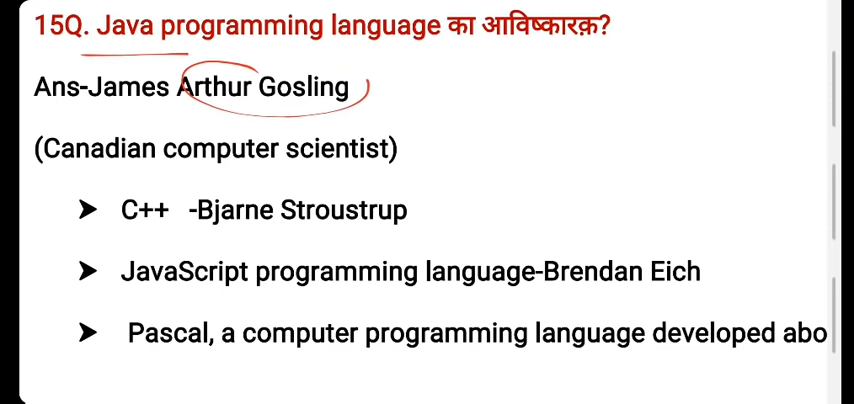 15Q. Java programming language का आविष्कारक?
Ans-James Arthur Gosling
(Canadian computer scientist)
➤ C++ -Bjarne Stroustrup
➤ JavaScript programming language-Brendan Eich
➤ Pascal, a computer programming language developed abo